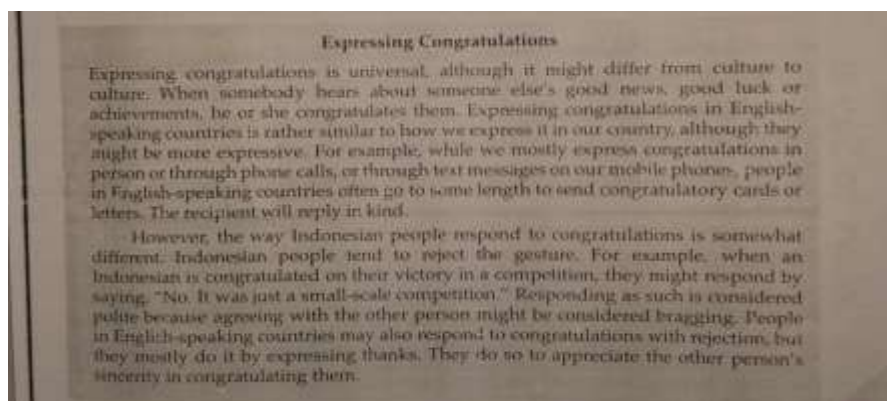 Expressing Congratulations
Expressing congratulations is universal, although it might differ from culture to
culture. When somebody hears about someone else's good news, good luck or
achievements, he or she congratulates them. Expressing congratulations in English-
speaking countries is rather similar to how we express it in our country, although they
might be more expressive. For example, while we mostly express congratulations in
person or through phone calls, or through text messages on our mobile phones, people
in English-speaking countries often go to some length to send congratulatory cards or
letters. The recipient will reply in kind.
However, the way Indonesian people respond to congratulations is somewhat
different. Indonesian people tend to reject the gesture. For example, when an
Indonesian is congratulated on their victory in a competition, they might respond by
saying, "No. It was just a small-scale competition." Responding as such is considered
polite because agreeing with the other person might be considered bragging. People
in English-speaking countries may also respond to congratulations with rejection, but
they mostly do it by expressing thanks. They do so to appreciate the other person's
sincerity in congratulating them.